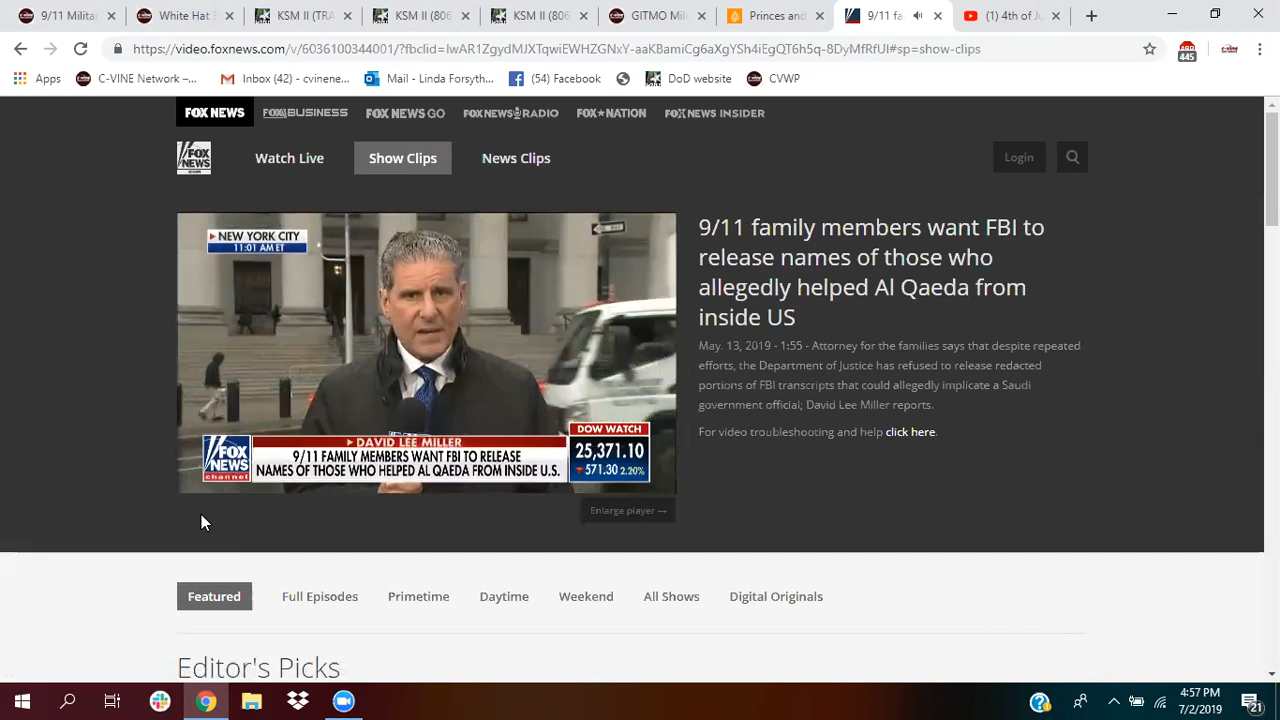 9/11 Milita
White Hat 3
KSM II (TRA
KSM II (806
KSM II (806
GITMO Mil
Princes and
9/11 fa
(1) 4th of Ju
https://video.foxnews.com/v/6036100344001/?fbclid=IwAR1ZgydMJXTqwiEWHZGNxY-aaKBamiCg6aXgYSh4iEgQT6h5q-8DyMfRfUI#sp=show-clips
445
Apps
C-VINE Network –...
Inbox (42) - cvinene...
Mail - Linda Forsyth...
(54) Facebook
DoD website
CVWP
FOX NEWS
FOX BUSINESS
FOX NEWS GO
FOX NEWS RADIO
FOX NATION
FOX NEWS INSIDER
FOX
NEWS
Watch Live
Show Clips
News Clips
Login
NEW YORK CITY
11:01 AM ET
DAVID LEE MILLER
9/11 FAMILY MEMBERS WANT FBI TO RELEASE
NAMES OF THOSE WHO HELPED AL QAEDA FROM INSIDE U.S.
FOX
NEWS
channel
DOW WATCH
25,371.10
571.30 2.20%
9/11 family members want FBI to
release names of those who
allegedly helped Al Qaeda from
inside US
May. 13, 2019 - 1:55 - Attorney for the families says that despite repeated
efforts, the Department of Justice has refused to release redacted
portions of FBI transcripts that could allegedly implicate a Saudi
government official; David Lee Miller reports.
For video troubleshooting and help click here.
Enlarge player →
Featured
Full Episodes
Primetime
Daytime
Weekend
All Shows
Digital Originals
Editor's Picks
4:57 PM
7/2/2019
21